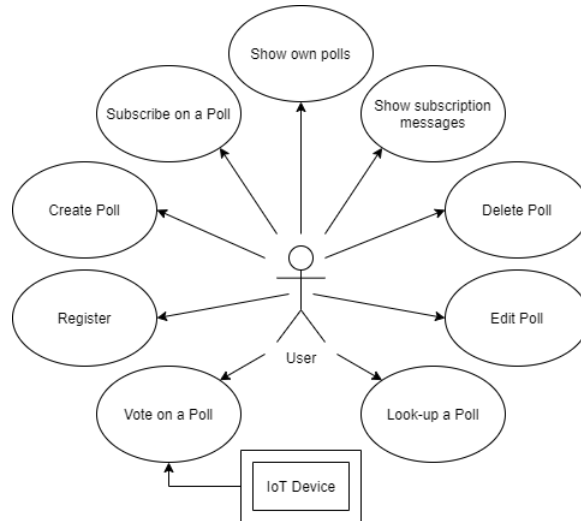 Show own polls
Subscribe on a Poll
Show subscription
messages
Create Poll
Delete Poll
Register
Edit Poll
User
Vote on a Poll
Look-up a Poll
IoT Device